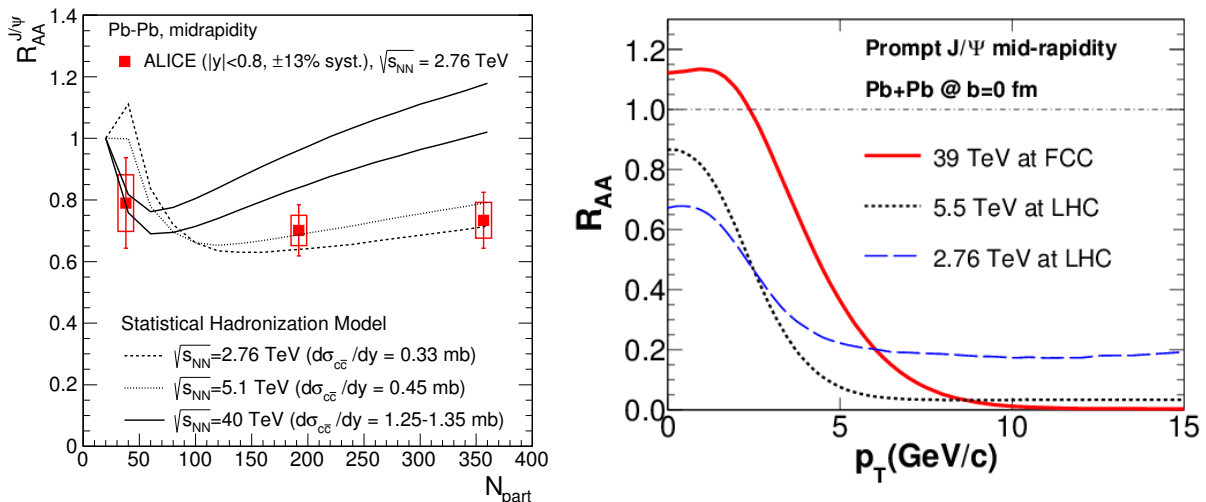 R_AA^J/ψ
1.4
1.2
1
0.8
0.6
0.4
0.2
0
Pb-Pb, midrapidity
ALICE (|y|<0.8, ±13% syst.), √s_NN = 2.76 TeV
Statistical Hadronization Model
√s_NN=2.76 TeV (dσ_cc̄ /dy = 0.33 mb)
√s_NN=5.1 TeV (dσ_cc̄ /dy = 0.45 mb)
√s_NN=40 TeV (dσ_cc̄ /dy = 1.25-1.35 mb)
0 50 100 150 200 250 300 350 400
N_part
R_AA
1.2
1.0
0.8
0.6
0.4
0.2
0.0
Prompt J/Ψ mid-rapidity
Pb+Pb @ b=0 fm
39 TeV at FCC
5.5 TeV at LHC
2.76 TeV at LHC
0 5 10 15
p_T(GeV/c)